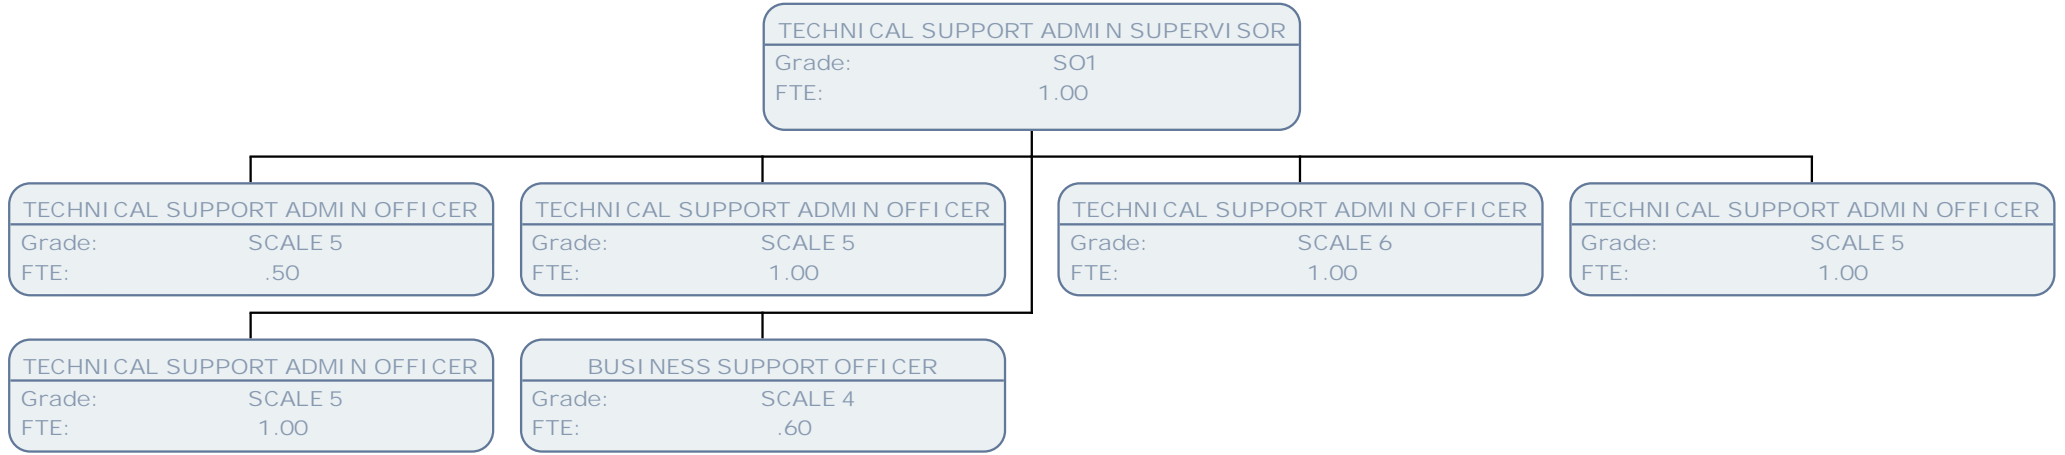 TECHNICAL SUPPORT ADMIN SUPERVISOR
Grade: SO1
FTE: 1.00
TECHNICAL SUPPORT ADMIN OFFICER
Grade: SCALE 5
FTE: .50
TECHNICAL SUPPORT ADMIN OFFICER
Grade: SCALE 5
FTE: 1.00
TECHNICAL SUPPORT ADMIN OFFICER
Grade: SCALE 6
FTE: 1.00
TECHNICAL SUPPORT ADMIN OFFICER
Grade: SCALE 5
FTE: 1.00
TECHNICAL SUPPORT ADMIN OFFICER
Grade: SCALE 5
FTE: 1.00
BUSINESS SUPPORT OFFICER
Grade: SCALE 4
FTE: .60